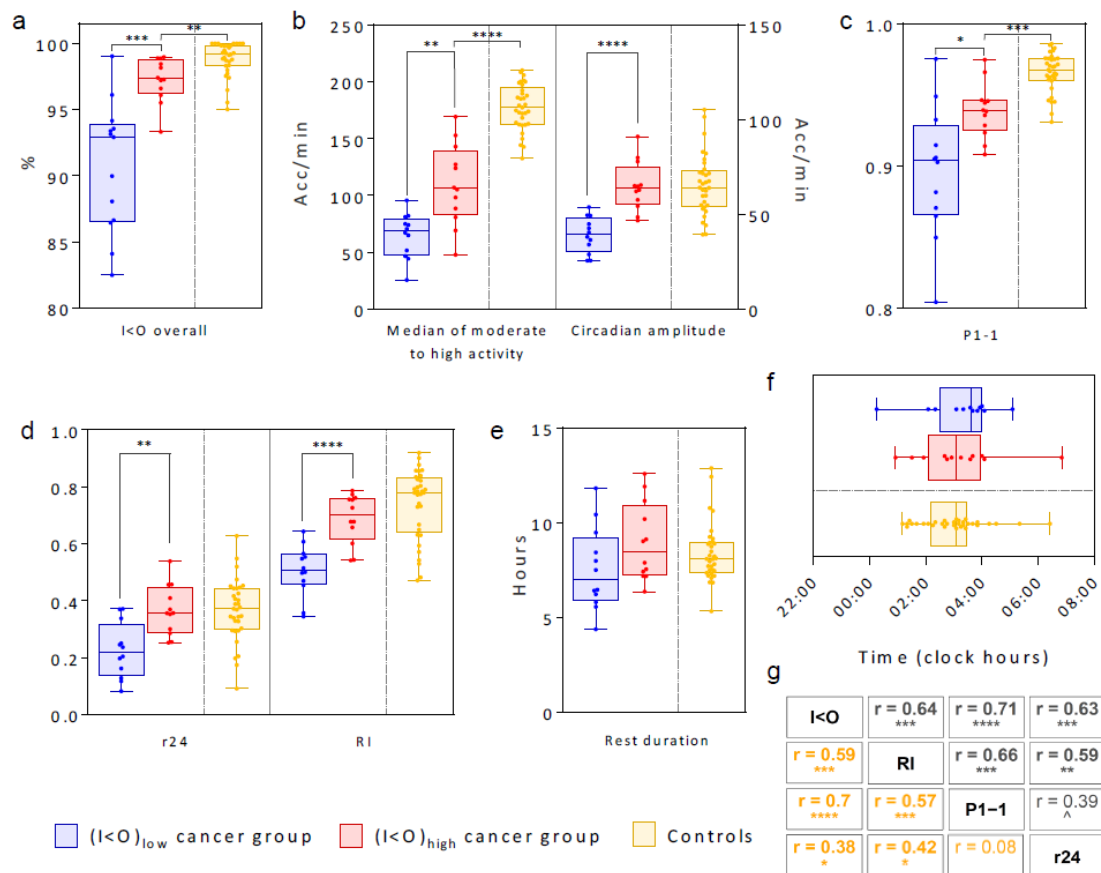 a
***
**
100
95
90
85
80
%
I<O overall
b
250
200
150
100
50
0
Acc/min
**
****
****
150
100
50
0
Acc/min
Median of moderate
to high activity
Circadian amplitude
c
1.0
0.9
0.8
*
***
P1-1
d
1.0
0.8
0.6
0.4
0.2
0.0
**
****
r24
RI
e
15
10
5
0
Hours
Rest duration
f
22:00
00:00
02:00
04:00
06:00
08:00
Time (clock hours)
g
I<O
r = 0.64
***
r = 0.71
****
r = 0.63
***
r = 0.59
***
RI
r = 0.66
***
r = 0.59
**
r = 0.7
****
r = 0.57
***
P1−1
r = 0.39
^
r = 0.38
*
r = 0.42
*
r = 0.08
r24
(I<O)low cancer group
(I<O)high cancer group
Controls